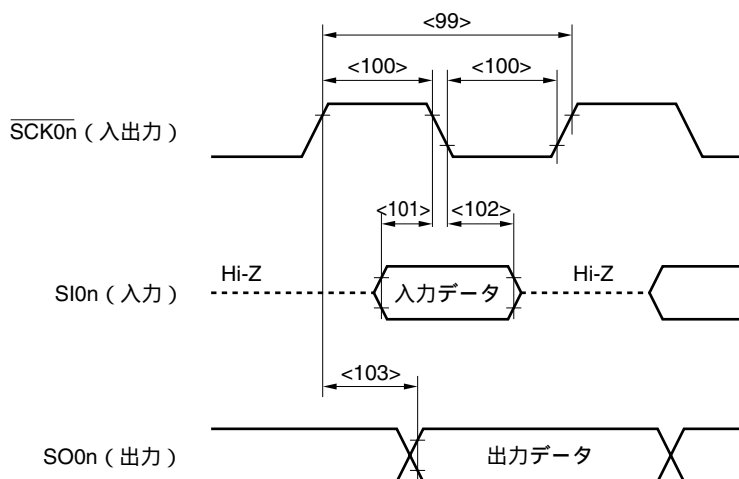 <99>
<100> <100>
SCK0n（入出力）
<101> <102>
Hi-Z Hi-Z
SI0n（入力） 入力データ
<103>
SO0n（出力） 出力データ